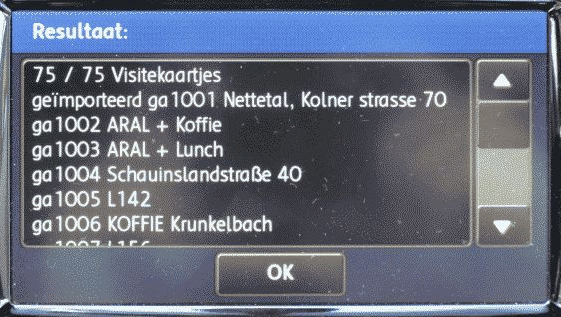 Resultaat:
75 / 75 Visitekaartjes
geïmporteerd ga1001 Nettetal, Kolner strasse 70
ga1002 ARAL + Koffie
ga1003 ARAL + Lunch
ga1004 Schauinslandstraße 40
ga1005 L142
ga1006 KOFFIE Krunkelbach
OK